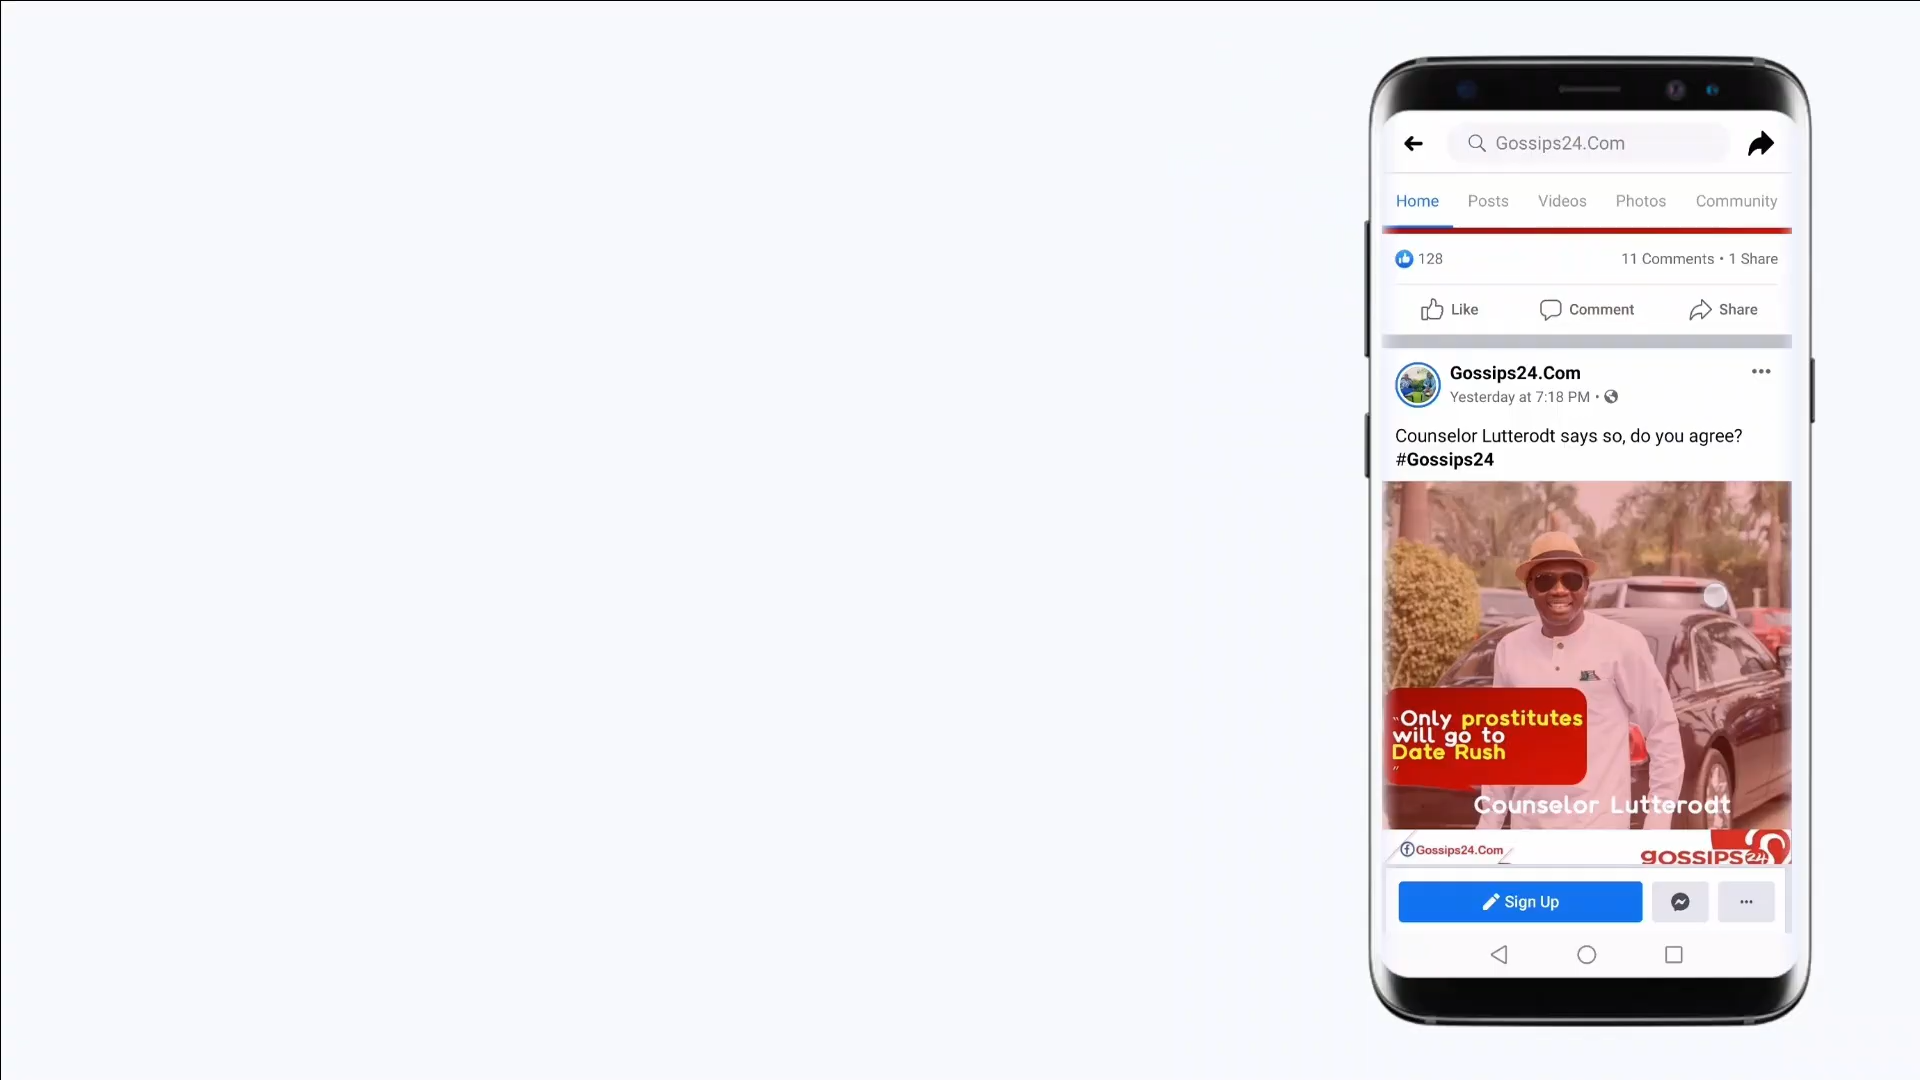 Gossips24.Com
Home Posts Videos Photos Community
128 11 Comments • 1 Share
Like Comment Share
Gossips24.Com
Yesterday at 7:18 PM •
Counselor Lutterodt says so, do you agree?
#Gossips24
"Only prostitutes
will go to
Date Rush
"
Counselor Lutterodt
Gossips24.Com
gossips24
Sign Up